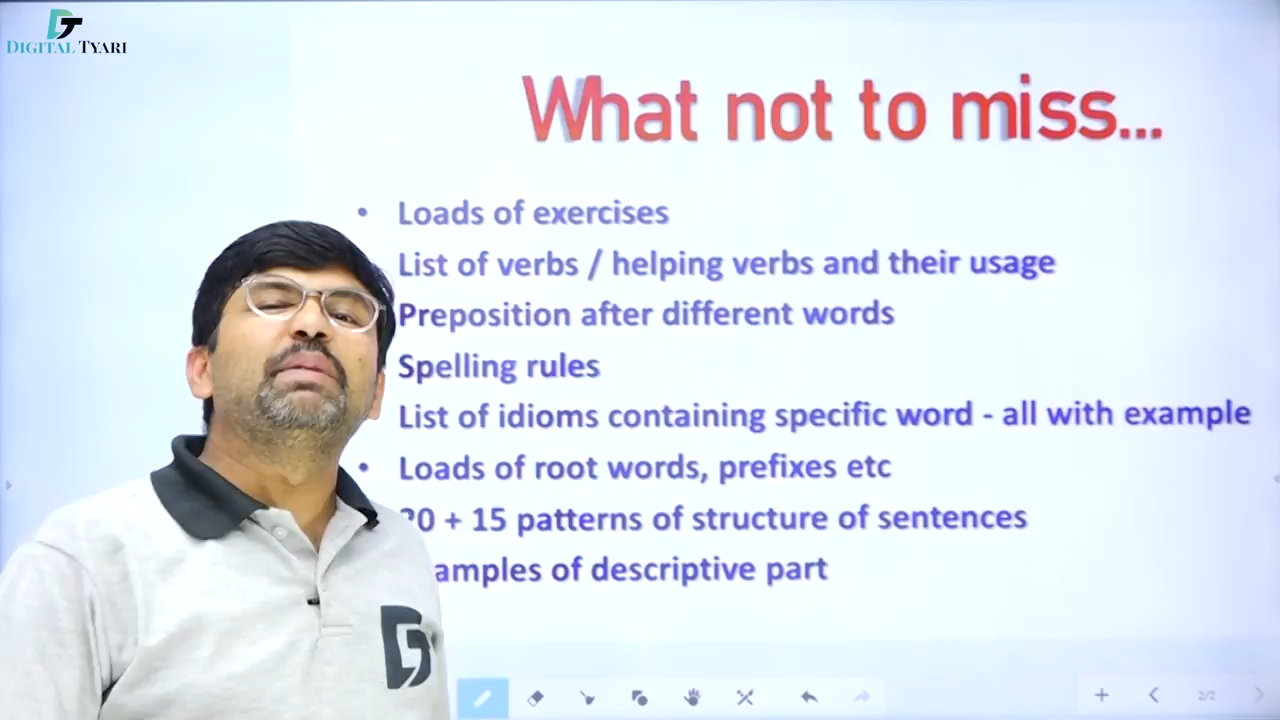 DIGITAL TYARI
What not to miss...
• Loads of exercises
List of verbs / helping verbs and their usage
Preposition after different words
Spelling rules
List of idioms containing specific word - all with example
• Loads of root words, prefixes etc
+ 15 patterns of structure of sentences
of descriptive part
2/2